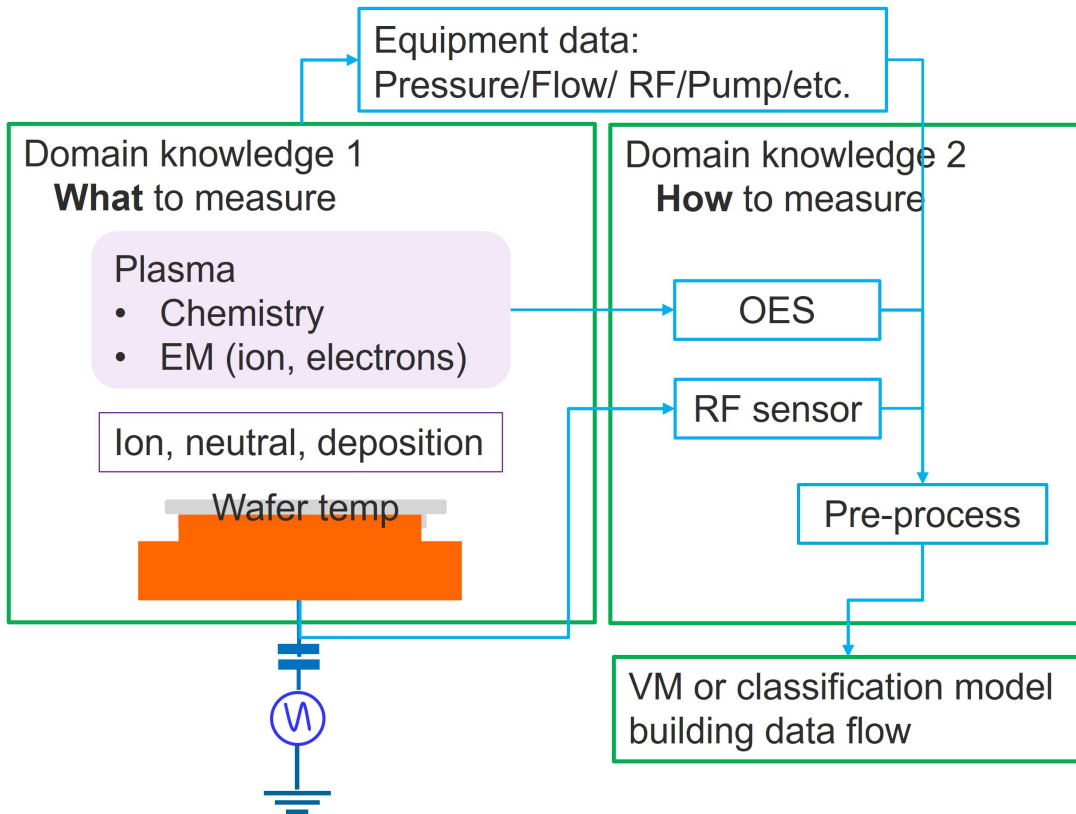 Equipment data:
Pressure/Flow/ RF/Pump/etc.
Domain knowledge 1
What to measure
Plasma
• Chemistry
• EM (ion, electrons)
Ion, neutral, deposition
Wafer temp
Domain knowledge 2
How to measure
OES
RF sensor
Pre-process
VM or classification model
building data flow